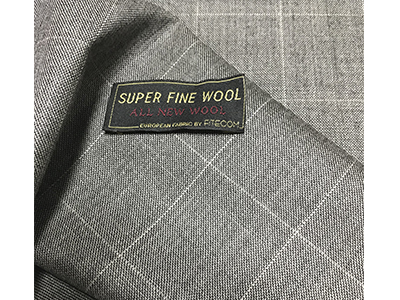 SUPER FINE WOOL
ALL NEW WOOL
EUROPEAN FABRIC BY FITECOM